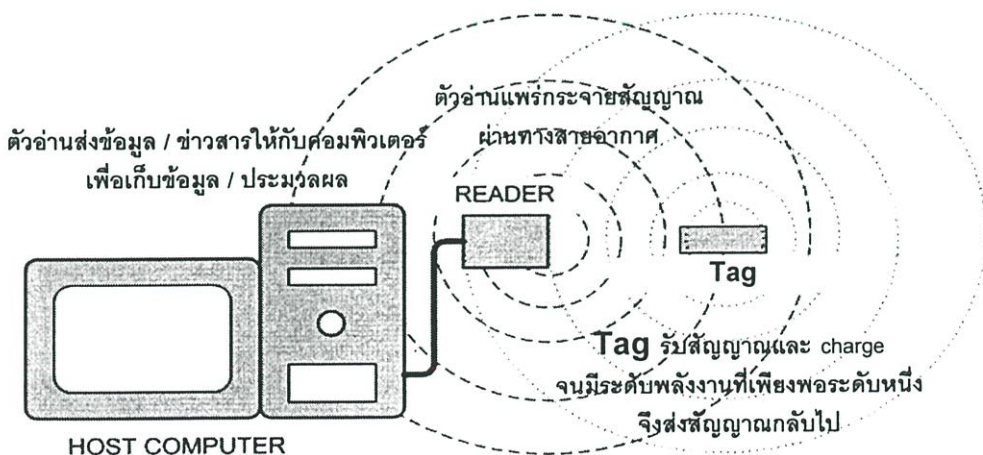 ตัวอ่านแพร่กระจายสัญญาณ
ผ่านทางสายอากาศ
ตัวอ่านส่งข้อมูล / ข่าวสารให้กับคอมพิวเตอร์
เพื่อเก็บข้อมูล / ประมวลผล
READER
Tag
Tag รับสัญญาณและ charge
จนมีระดับพลังงานที่เพียงพอระดับหนึ่ง
จึงส่งสัญญาณกลับไป
HOST COMPUTER